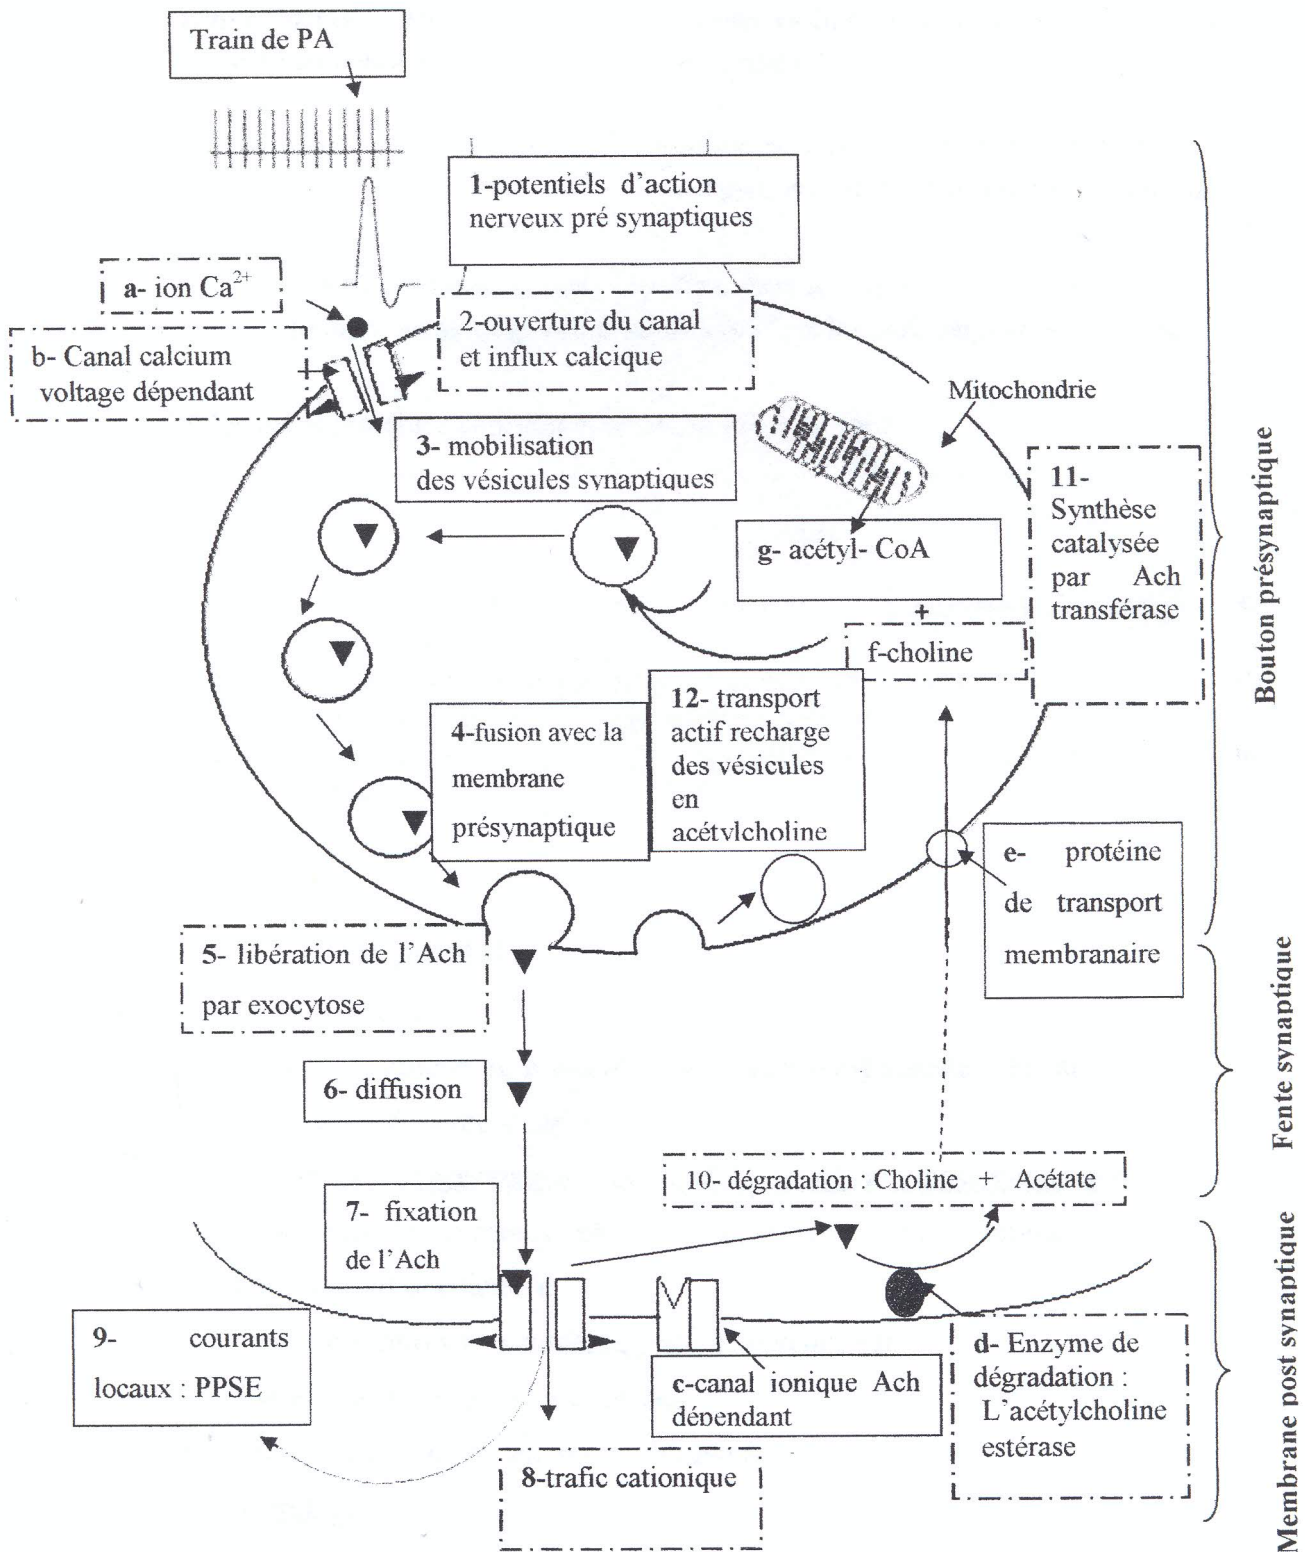 Train de PA
1-potentiels d'action
nerveux pré synaptiques
a- ion Ca²⁺
2-ouverture du canal
et influx calcique
b- Canal calcium
voltage dépendant
Mitochondrie
3- mobilisation
des vésicules synaptiques
11-
Synthèse
catalysée
par Ach
transférase
g- acétyl- CoA
+
f-choline
Bouton présynaptique
12- transport
actif recharge
des vésicules
en
acétylcholine
4-fusion avec la
membrane
présynaptique
e- protéine
de transport
membranaire
5- libération de l'Ach
par exocytose
Fente synaptique
6- diffusion
10- dégradation : Choline + Acétate
7- fixation
de l'Ach
9- courants
locaux : PPSE
c-canal ionique Ach
dépendant
d- Enzyme de
dégradation :
L'acétylcholine
estérase
8-trafic cationique
Membrane post synaptique